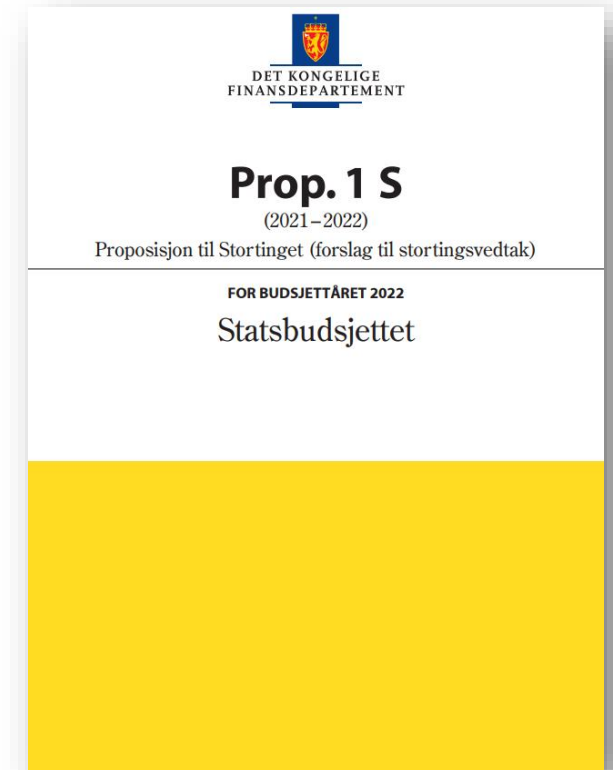 DET KONGELIGE
FINANSDEPARTEMENT
Prop. 1 S
(2021–2022)
Proposisjon til Stortinget (forslag til stortingsvedtak)
FOR BUDSJETTÅRET 2022
Statsbudsjettet